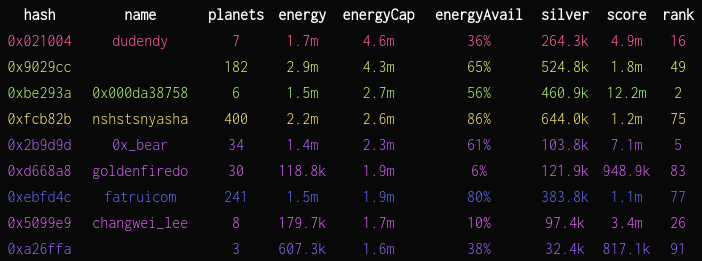 hash name planets energy energyCap energyAvail silver score rank
0x021004 dudendy 7 1.7m 4.6m 36% 264.3k 4.9m 16
0x9029cc 182 2.9m 4.3m 65% 524.8k 1.8m 49
0xbe293a 0x000da38758 6 1.5m 2.7m 56% 460.9k 12.2m 2
0xfcb82b nshstsnyasha 400 2.2m 2.6m 86% 644.0k 1.2m 75
0x2b9d9d 0x_bear 34 1.4m 2.3m 61% 103.8k 7.1m 5
0xd668a8 goldenfiredo 30 118.8k 1.9m 6% 121.9k 948.9k 83
0xebfd4c fatruicom 241 1.5m 1.9m 80% 383.8k 1.1m 77
0x5099e9 changwei_lee 8 179.7k 1.7m 10% 97.4k 3.4m 26
0xa26ffa 3 607.3k 1.6m 38% 32.4k 817.1k 91